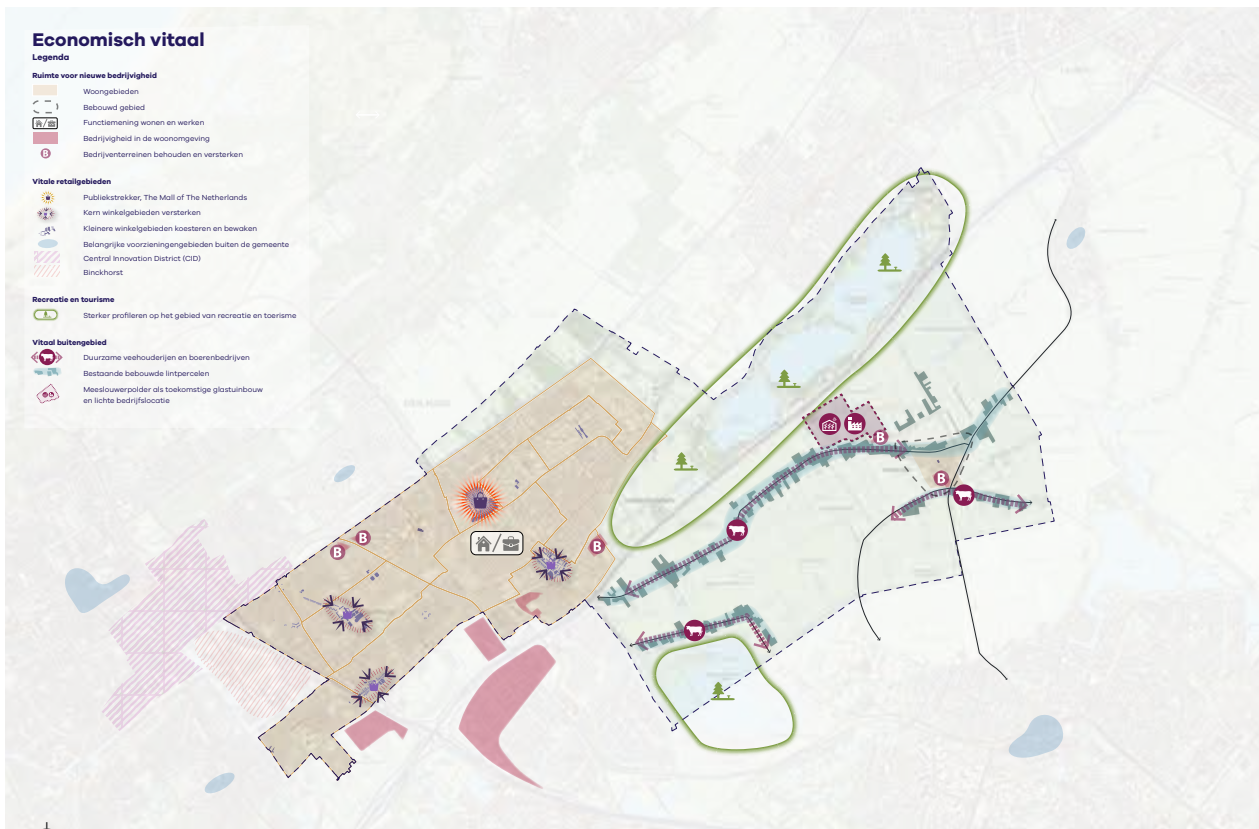 Economisch vitaal
Legenda
Ruimte voor nieuwe bedrijvigheid
Woongebieden
Bebouwd gebied
Functiemening wonen en werken
Bedrijvigheid in de woonomgeving
B
Bedrijventerreinen behouden en versterken
Vitale retailgebieden
Publiekstrekker, The Mall of The Netherlands
Kern winkelgebieden versterken
Kleinere winkelgebieden koesteren en bewaken
Belangrijke voorzieningengebieden buiten de gemeente
Central Innovation District (CID)
Binckhorst
Recreatie en tourisme
Sterker profileren op het gebied van recreatie en toerisme
Vitaal buitengebied
Duurzame veehouderijen en boerenbedrijven
Bestaande bebouwde lintpercelen
Meeslouwerpolder als toekomstige glastuinbouw
en lichte bedrijfslocatie
B
B
B
B
B